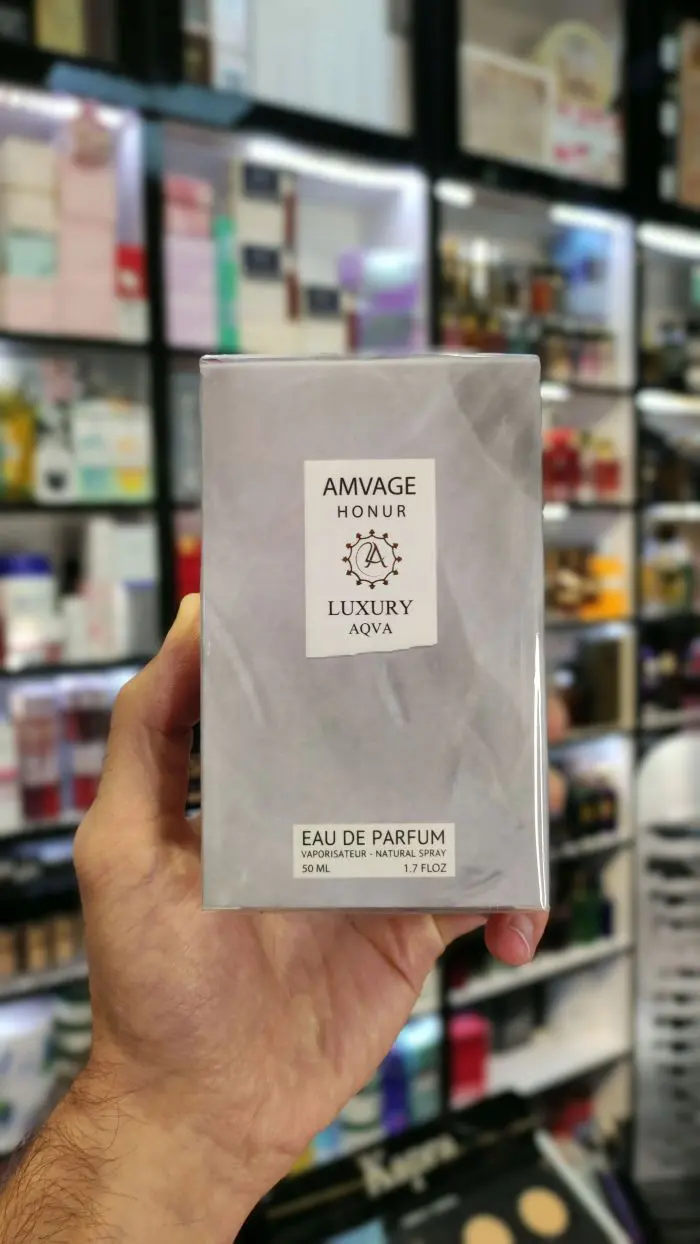 AMVAGE
HONUR
LUXURY
AQVA
EAU DE PARFUM
VAPORISATEUR - NATURAL SPRAY
50 ML 1.7 FLOZ